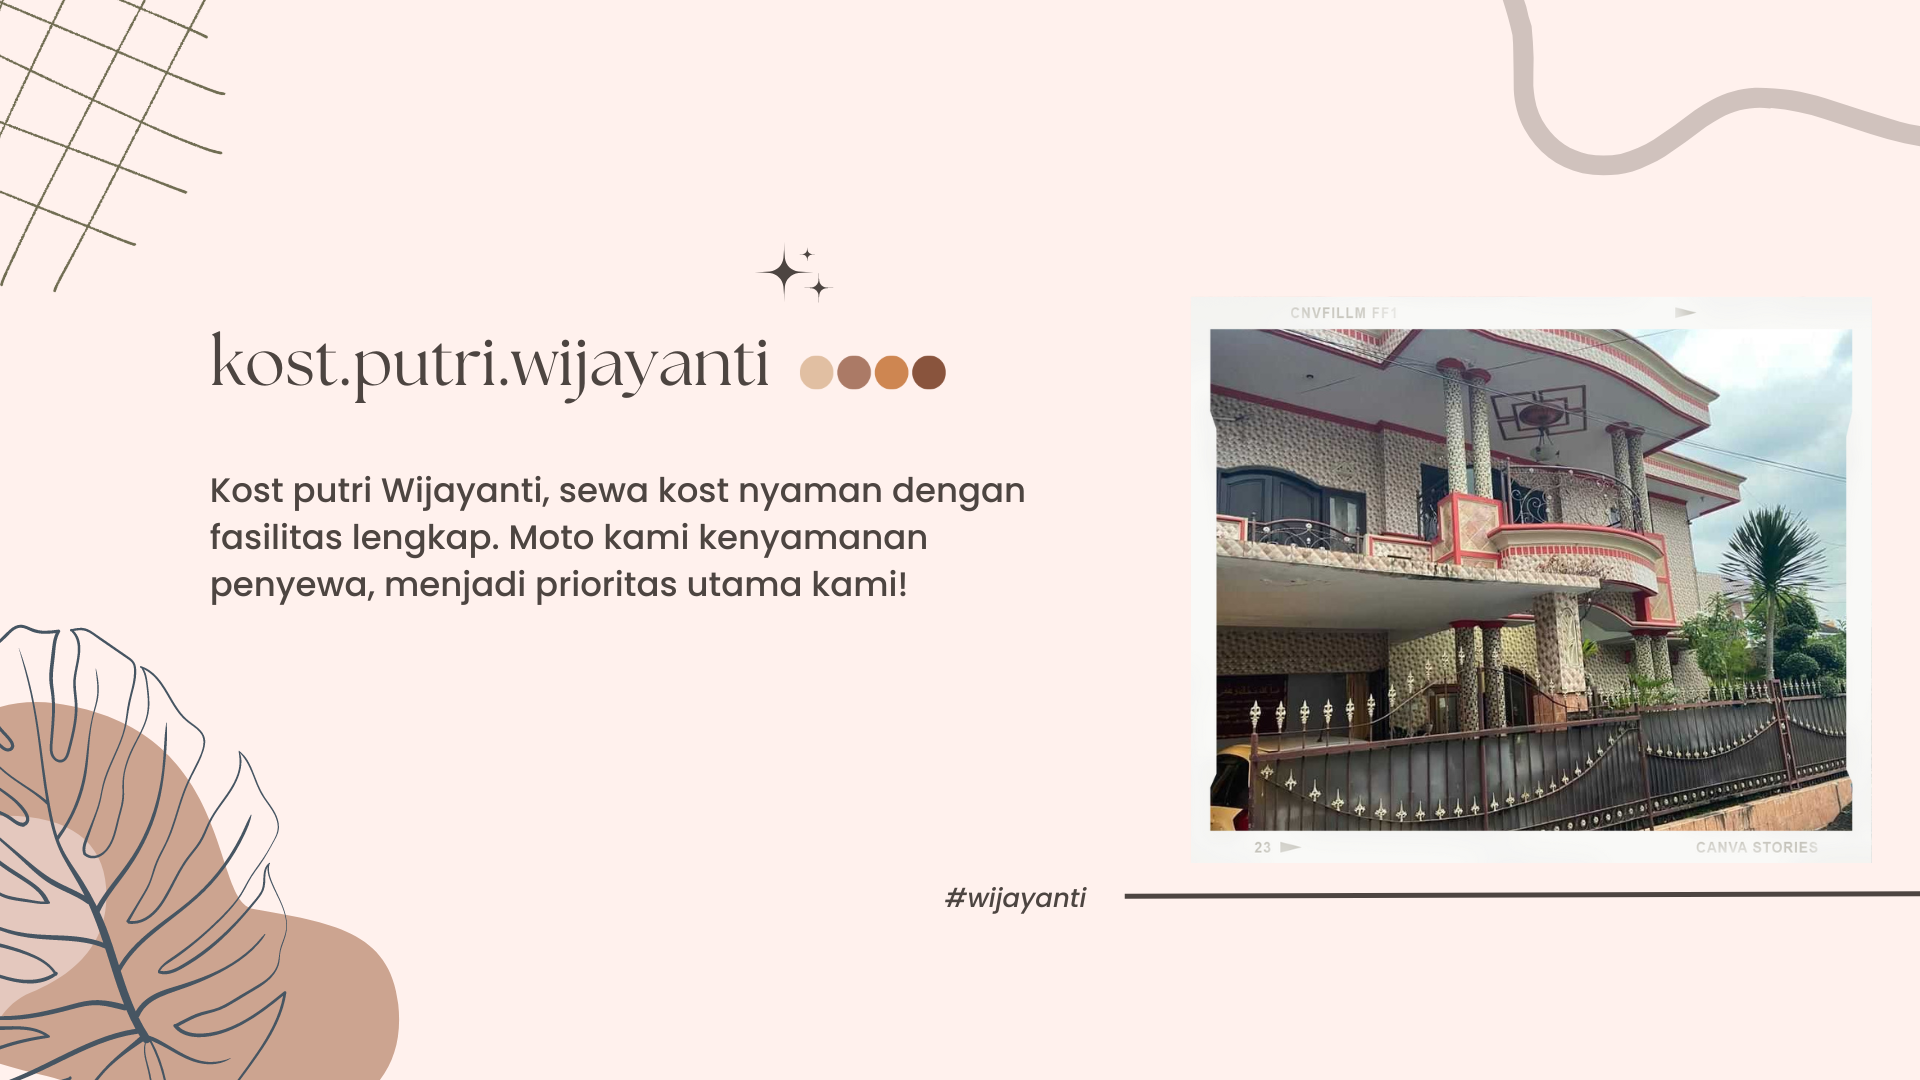 kost.putri.wijayanti
Kost putri Wijayanti, sewa kost nyaman dengan
fasilitas lengkap. Moto kami kenyamanan
penyewa, menjadi prioritas utama kami!
CNVFILLM FF1
23
CANVA STORIES
#wijayanti